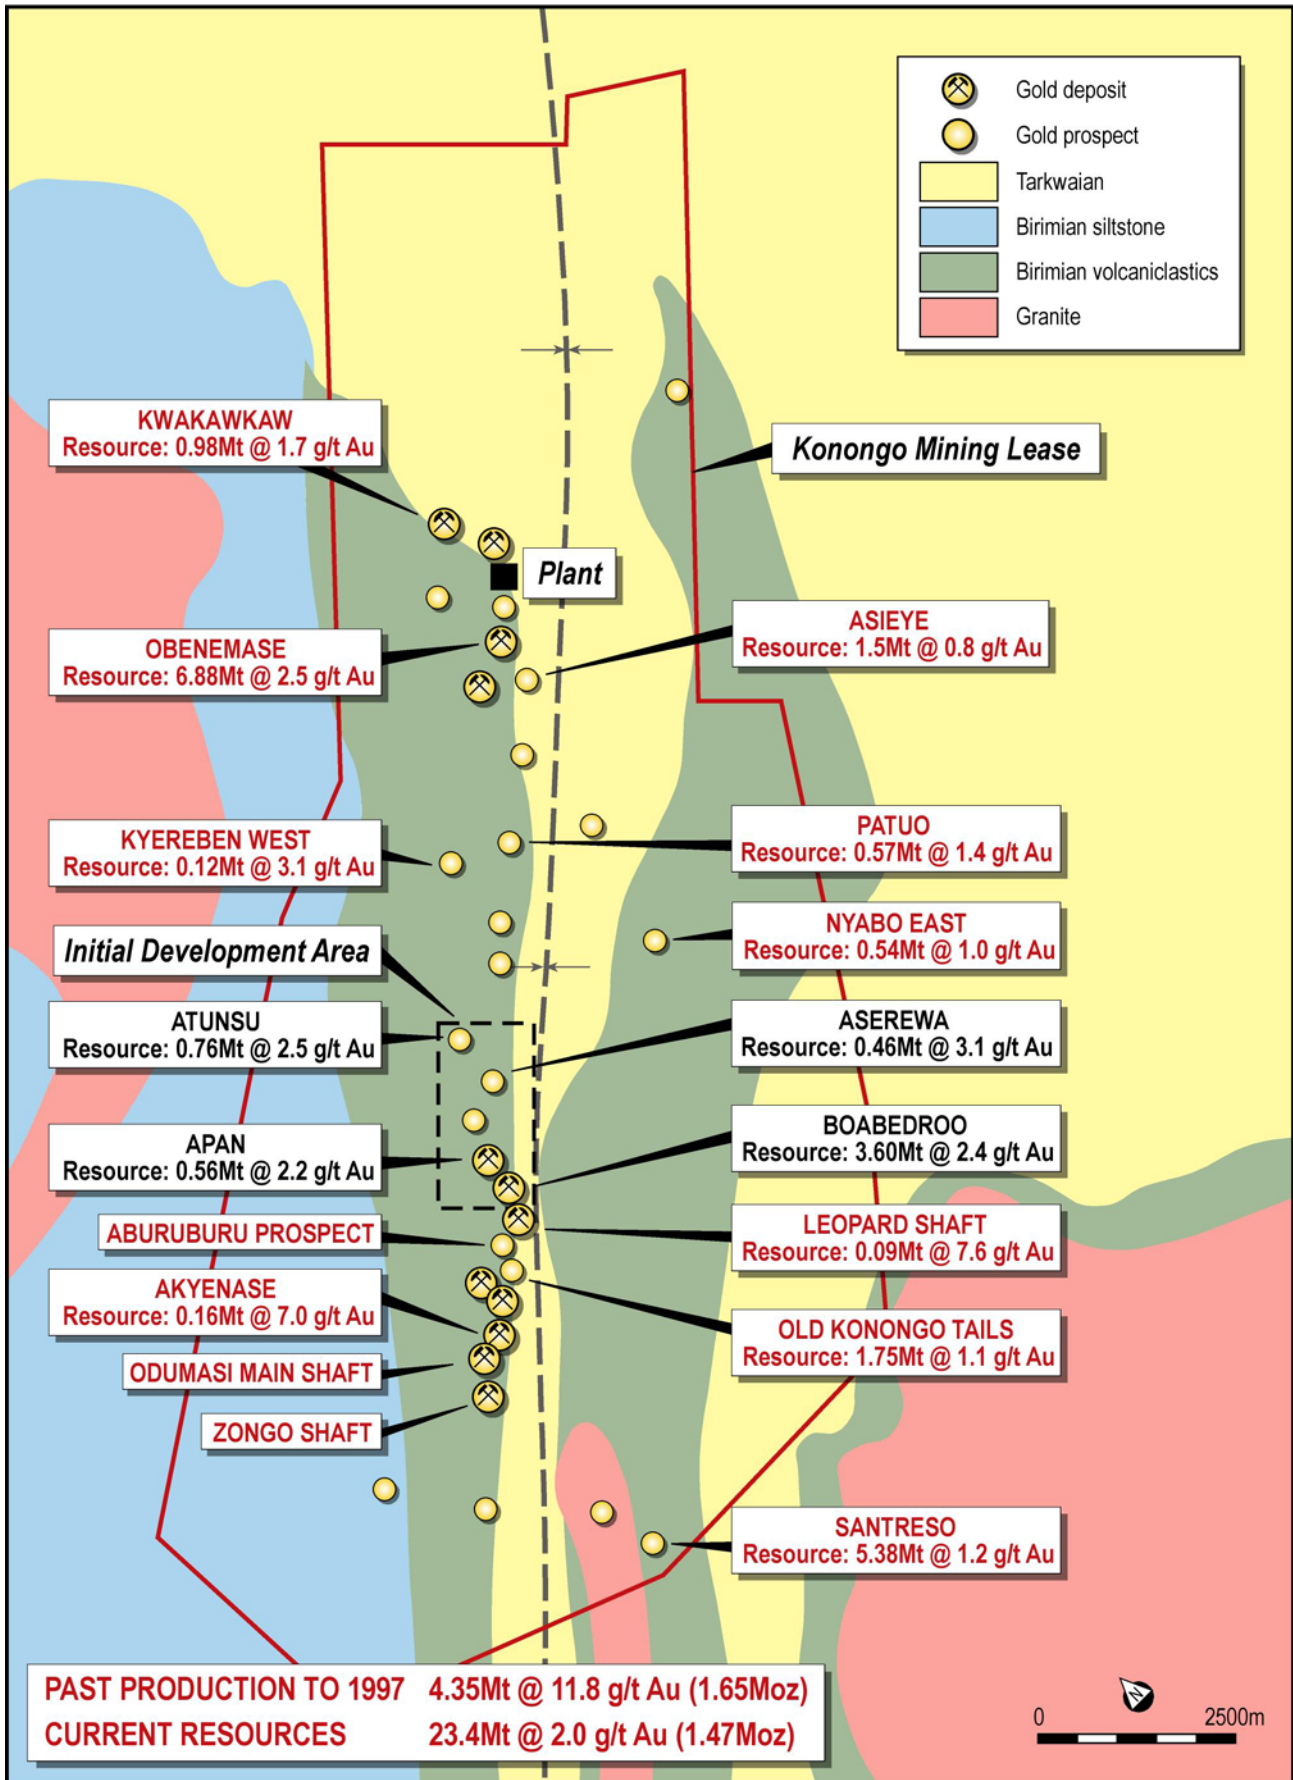 Gold deposit
Gold prospect
Tarkwaian
Birimian siltstone
Birimian volcaniclastics
Granite
KWAKAWKAW
Resource: 0.98Mt @ 1.7 g/t Au
Konongo Mining Lease
Plant
OBENEMASE
Resource: 6.88Mt @ 2.5 g/t Au
ASIEYE
Resource: 1.5Mt @ 0.8 g/t Au
KYEREBEN WEST
Resource: 0.12Mt @ 3.1 g/t Au
PATUO
Resource: 0.57Mt @ 1.4 g/t Au
Initial Development Area
NYABO EAST
Resource: 0.54Mt @ 1.0 g/t Au
ATUNSU
Resource: 0.76Mt @ 2.5 g/t Au
ASEREWA
Resource: 0.46Mt @ 3.1 g/t Au
APAN
Resource: 0.56Mt @ 2.2 g/t Au
BOABEDROO
Resource: 3.60Mt @ 2.4 g/t Au
ABURUBURU PROSPECT
LEOPARD SHAFT
Resource: 0.09Mt @ 7.6 g/t Au
AKYENASE
Resource: 0.16Mt @ 7.0 g/t Au
OLD KONONGO TAILS
Resource: 1.75Mt @ 1.1 g/t Au
ODUMASI MAIN SHAFT
ZONGO SHAFT
SANTRESO
Resource: 5.38Mt @ 1.2 g/t Au
PAST PRODUCTION TO 1997 4.35Mt @ 11.8 g/t Au (1.65Moz)
CURRENT RESOURCES 23.4Mt @ 2.0 g/t Au (1.47Moz)
N
0 2500m